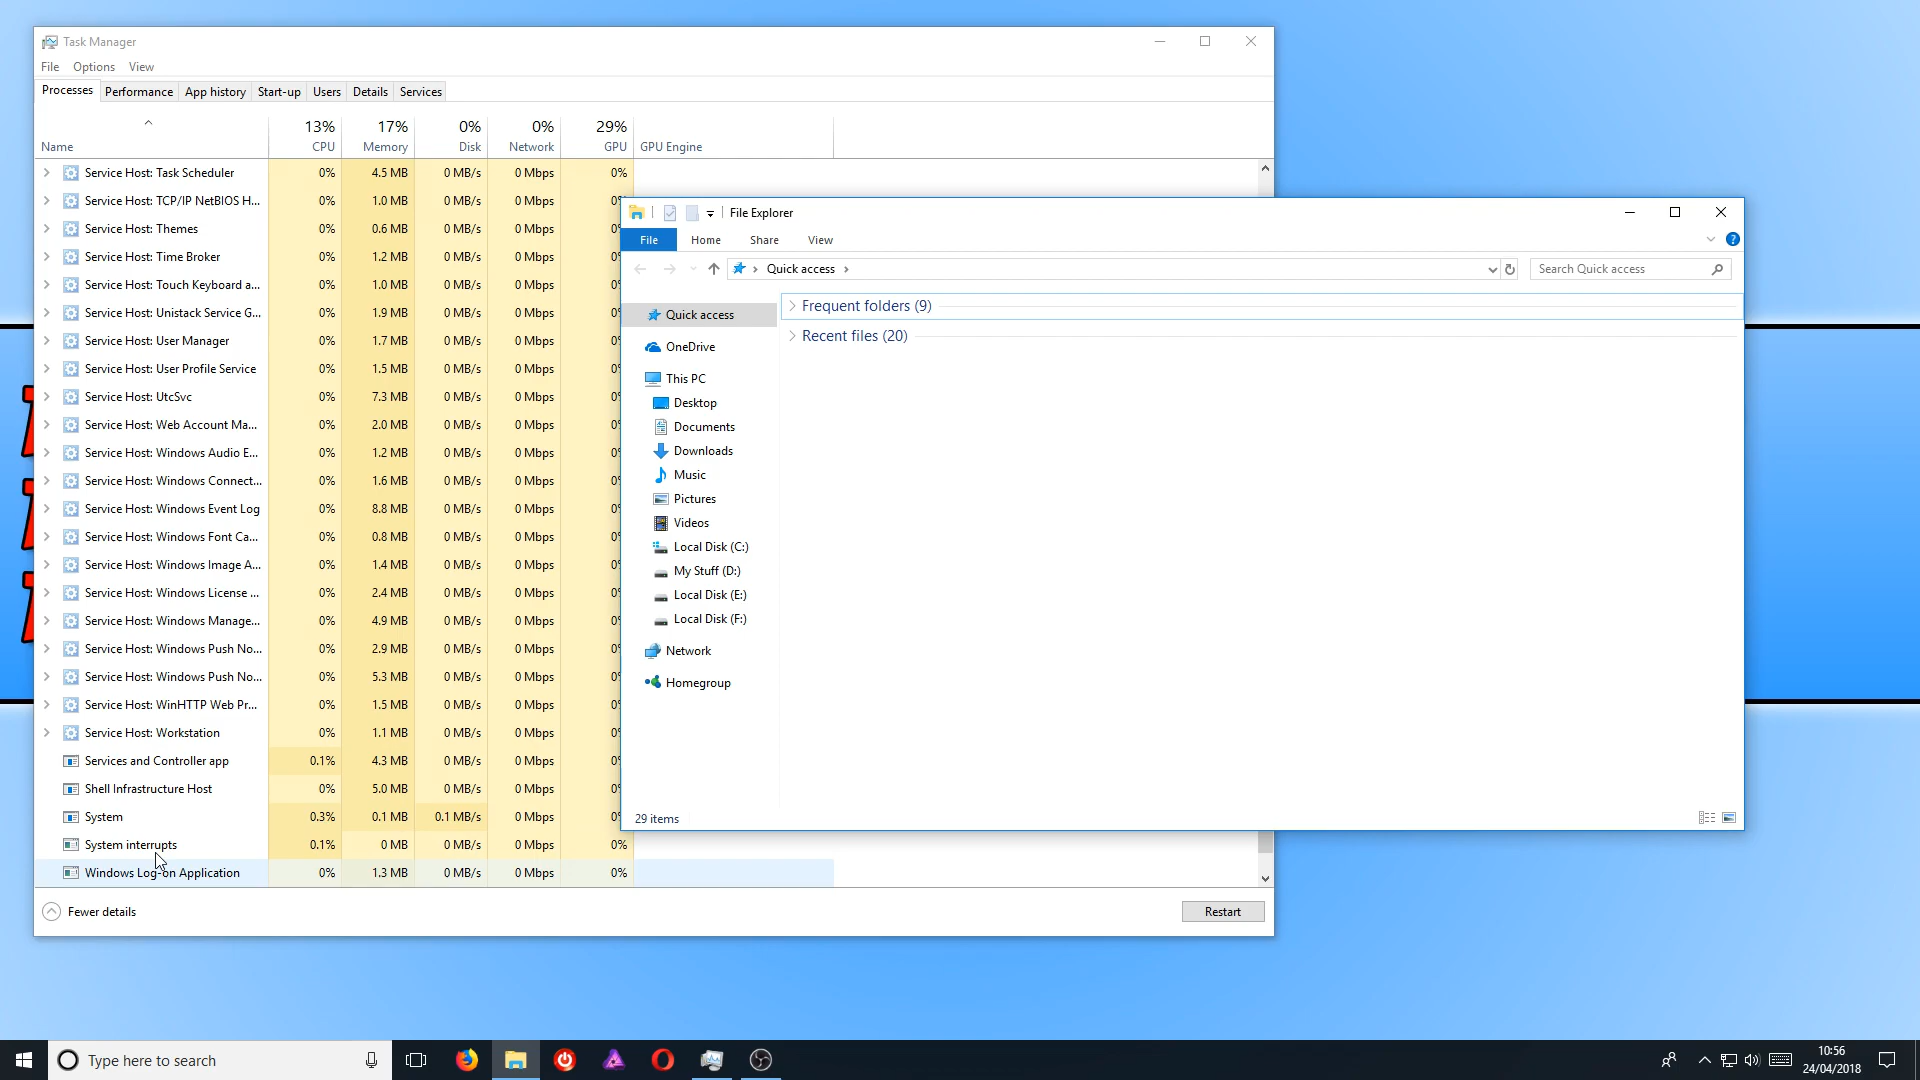 Task Manager
File Options View
Processes Performance App history Start-up Users Details Services
13% 17% 0% 0% 29%
Name CPU Memory Disk Network GPU GPU Engine
Service Host: Task Scheduler 0% 4.5 MB 0 MB/s 0 Mbps 0%
Service Host: TCP/IP NetBIOS H... 0% 1.0 MB 0 MB/s 0 Mbps
Service Host: Themes 0% 0.6 MB 0 MB/s 0 Mbps
Service Host: Time Broker 0% 1.2 MB 0 MB/s 0 Mbps
Service Host: Touch Keyboard a... 0% 1.0 MB 0 MB/s 0 Mbps
Service Host: Unistack Service G... 0% 1.9 MB 0 MB/s 0 Mbps
Service Host: User Manager 0% 1.7 MB 0 MB/s 0 Mbps
Service Host: User Profile Service 0% 1.5 MB 0 MB/s 0 Mbps
Service Host: UtcSvc 0% 7.3 MB 0 MB/s 0 Mbps
Service Host: Web Account Ma... 0% 2.0 MB 0 MB/s 0 Mbps
Service Host: Windows Audio E... 0% 1.2 MB 0 MB/s 0 Mbps
Service Host: Windows Connect... 0% 1.6 MB 0 MB/s 0 Mbps
Service Host: Windows Event Log 0% 8.8 MB 0 MB/s 0 Mbps
Service Host: Windows Font Ca... 0% 0.8 MB 0 MB/s 0 Mbps
Service Host: Windows Image A... 0% 1.4 MB 0 MB/s 0 Mbps
Service Host: Windows License ... 0% 2.4 MB 0 MB/s 0 Mbps
Service Host: Windows Manage... 0% 4.9 MB 0 MB/s 0 Mbps
Service Host: Windows Push No... 0% 2.9 MB 0 MB/s 0 Mbps
Service Host: Windows Push No... 0% 5.3 MB 0 MB/s 0 Mbps
Service Host: WinHTTP Web Pr... 0% 1.5 MB 0 MB/s 0 Mbps
Service Host: Workstation 0% 1.1 MB 0 MB/s 0 Mbps
Services and Controller app 0.1% 4.3 MB 0 MB/s 0 Mbps
Shell Infrastructure Host 0% 5.0 MB 0 MB/s 0 Mbps
System 0.3% 0.1 MB 0.1 MB/s 0 Mbps
System interrupts 0.1% 0 MB 0 MB/s 0 Mbps 0%
Windows Log-on Application 0% 1.3 MB 0 MB/s 0 Mbps 0%
Fewer details
Restart
File Explorer
File Home Share View
Quick access
Search Quick access
Quick access
OneDrive
This PC
Desktop
Documents
Downloads
Music
Pictures
Videos
Local Disk (C:)
My Stuff (D:)
Local Disk (E:)
Local Disk (F:)
Network
Homegroup
Frequent folders (9)
Recent files (20)
29 items
Type here to search
10:56
24/04/2018